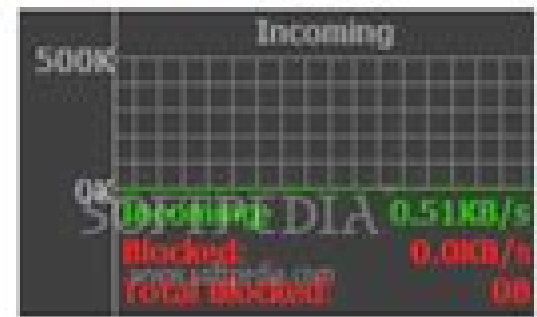 Incoming
500K
0K
SOFTPEDIA
Incoming: 0.51KB/s
Blocked: 0.0KB/s
www.softpedia.com
Total Blocked: 0B